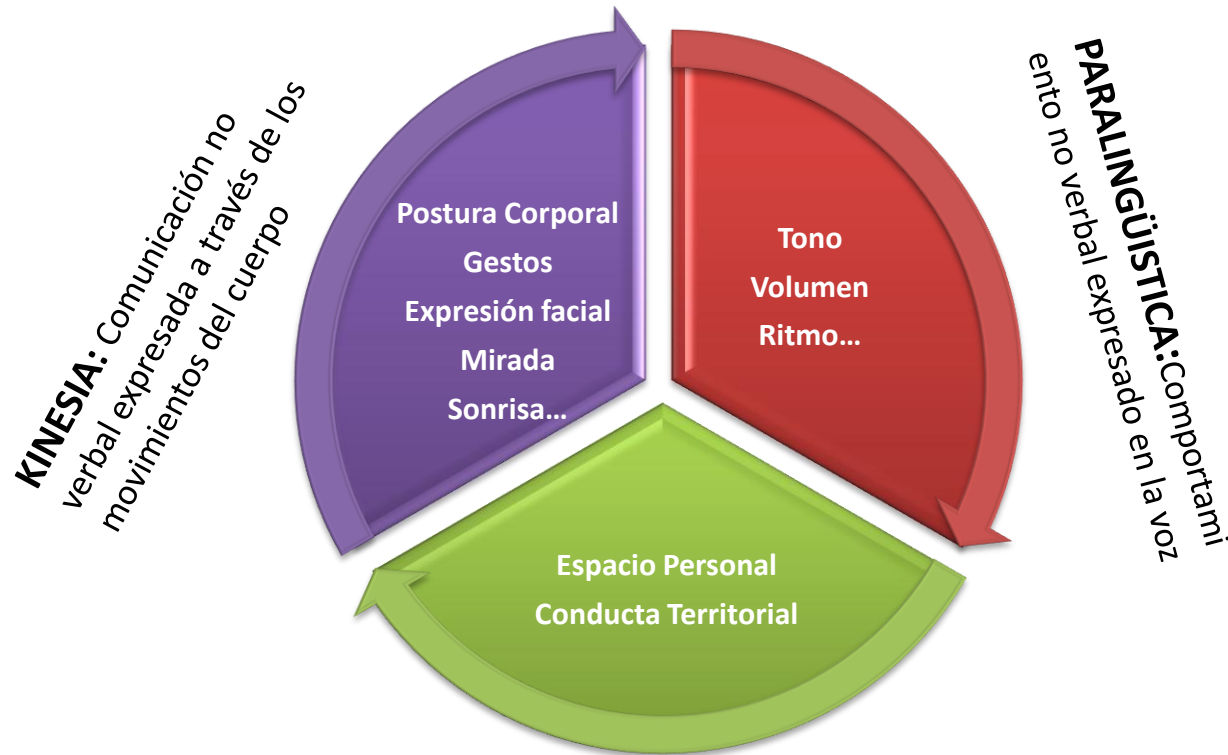 KINESIA: Comunicación no
verbal expresada a través de los
movimientos del cuerpo
Postura Corporal
Gestos
Expresión facial
Mirada
Sonrisa...
Tono
Volumen
Ritmo...
PARALINGÜISTICA:Comportami
ento no verbal expresado en la voz
Espacio Personal
Conducta Territorial